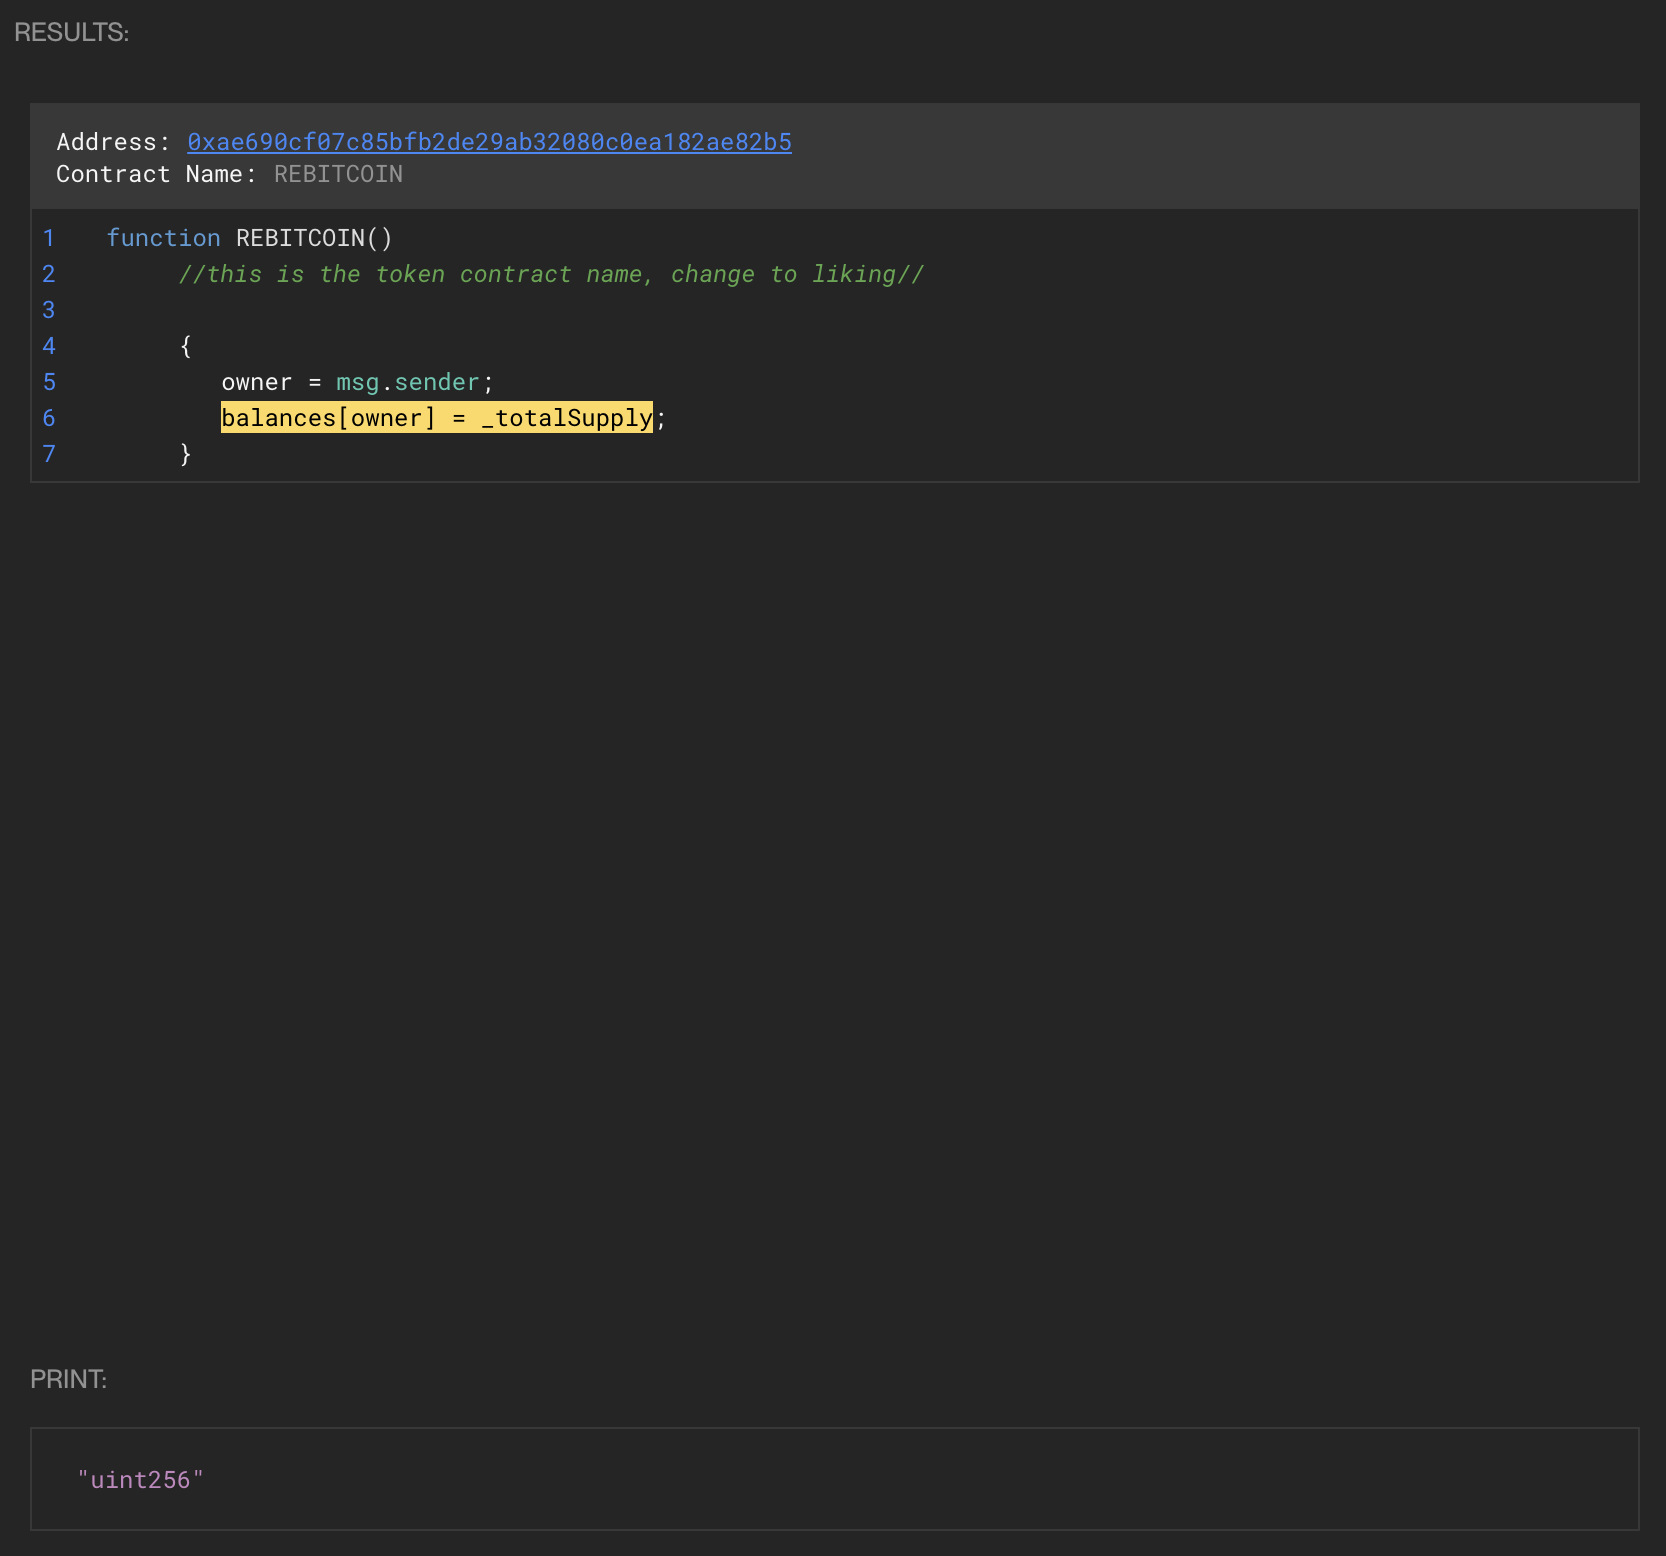 RESULTS:
Address: 0xae690cf07c85bfb2de29ab32080c0ea182ae82b5
Contract Name: REBITCOIN
1 function REBITCOIN()
2 //this is the token contract name, change to liking//
3
4 {
5 owner = msg.sender;
6 balances[owner] = _totalSupply;
7 }
PRINT:
"uint256"